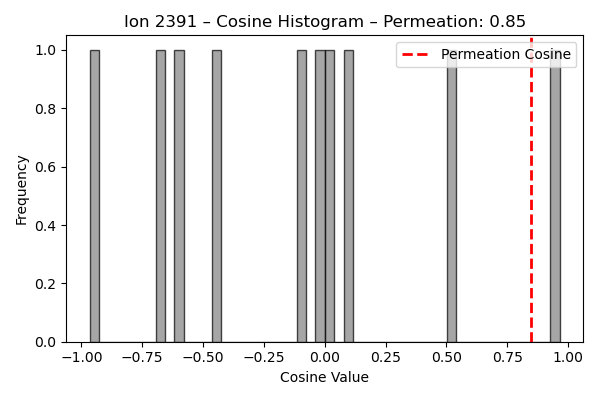 Ion 2391 – Cosine Histogram – Permeation: 0.85
Permeation Cosine
1.0
0.8
0.6
0.4
0.2
0.0
Frequency
−1.00 −0.75 −0.50 −0.25 0.00 0.25 0.50 0.75 1.00
Cosine Value